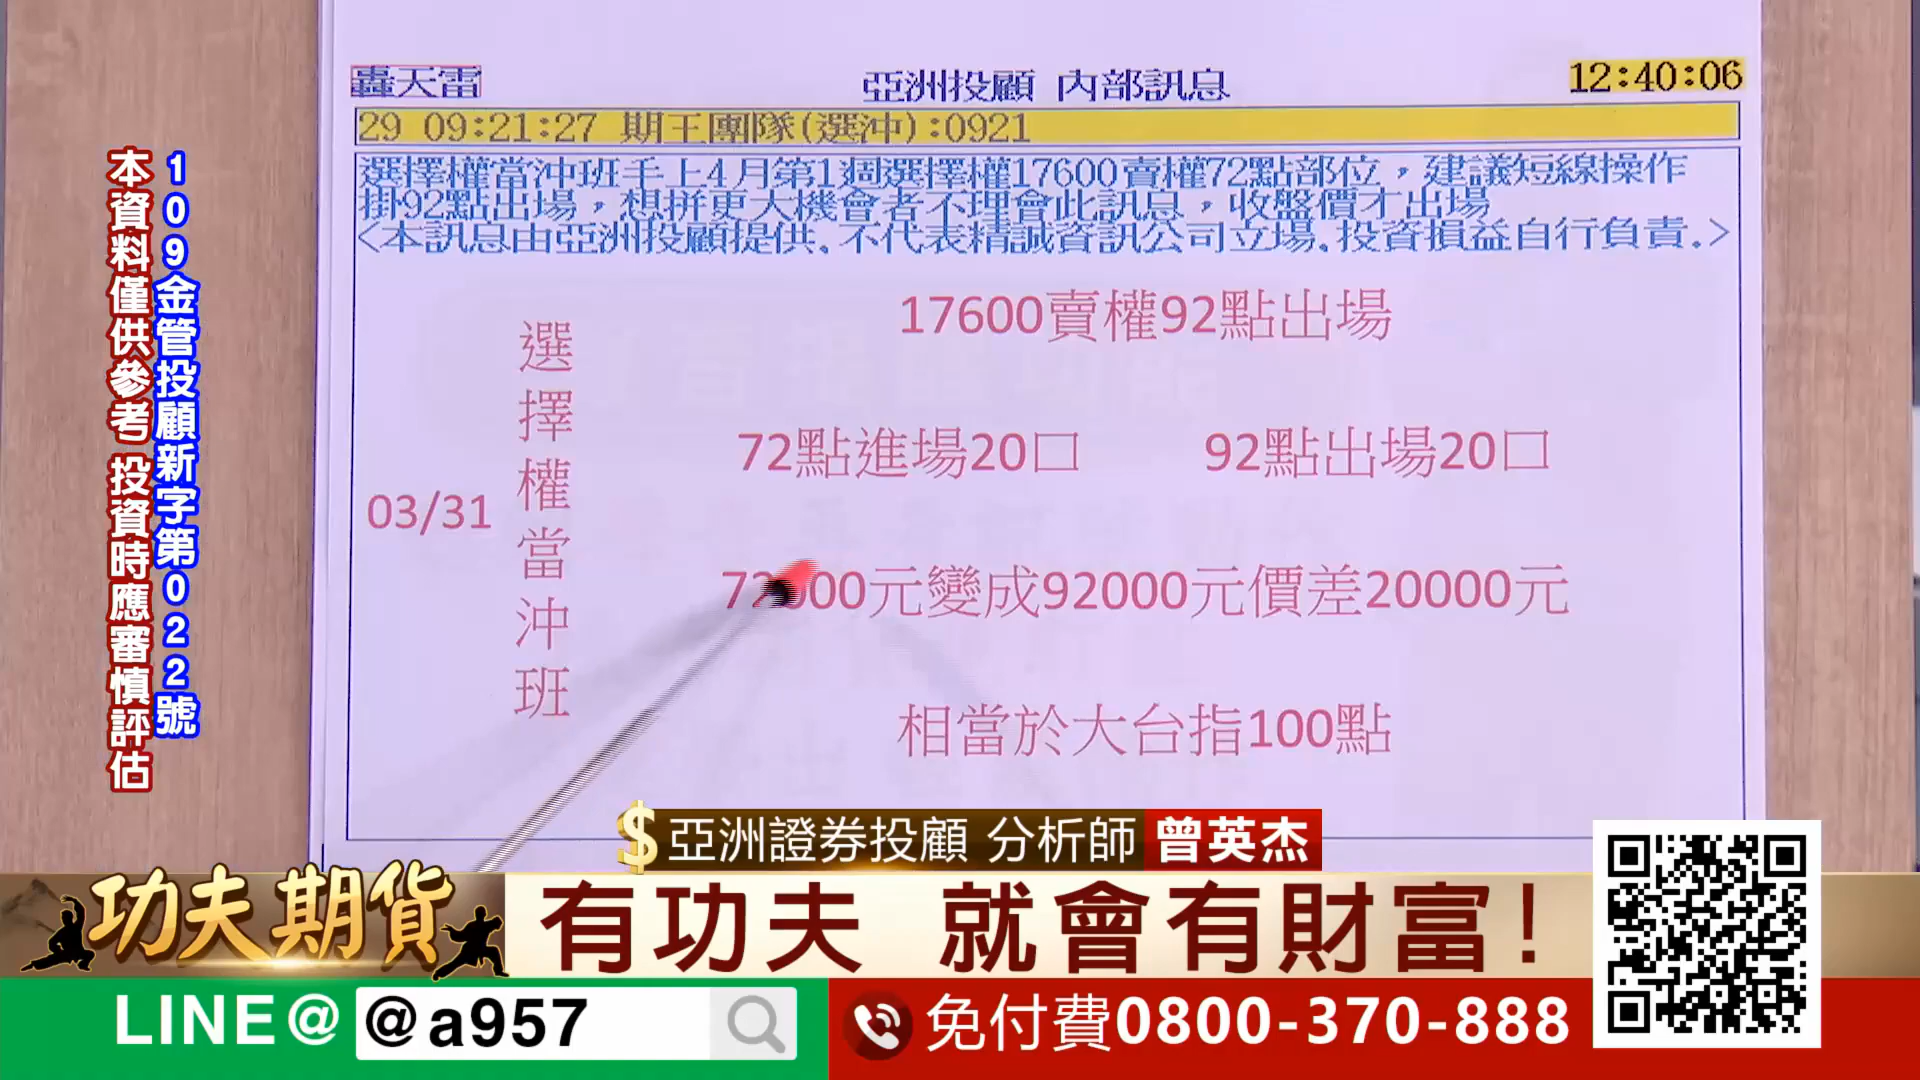 轟天雷
亞洲投顧 內部訊息
12:40:06
29 09:21:27 期王團隊(選沖):0921
選擇權當沖班手上4月第1週選擇權17600賣權72點部位，建議短線操作
掛92點出場，想拼更大機會者不理會此訊息，收盤價才出場
<本訊息由亞洲投顧提供.不代表精誠資訊公司立場.投資損益自行負責.>
17600賣權92點出場
72點進場20口
92點出場20口
03/31
選擇權當沖班
72000元變成92000元價差20000元
相當於大台指100點
109金管投顧新字第022號
本資料僅供參考 投資時應審慎評估
$亞洲證券投顧 分析師 曾英杰
功夫期貨
有功夫 就會有財富!
LINE@ @a957
免付費0800-370-888